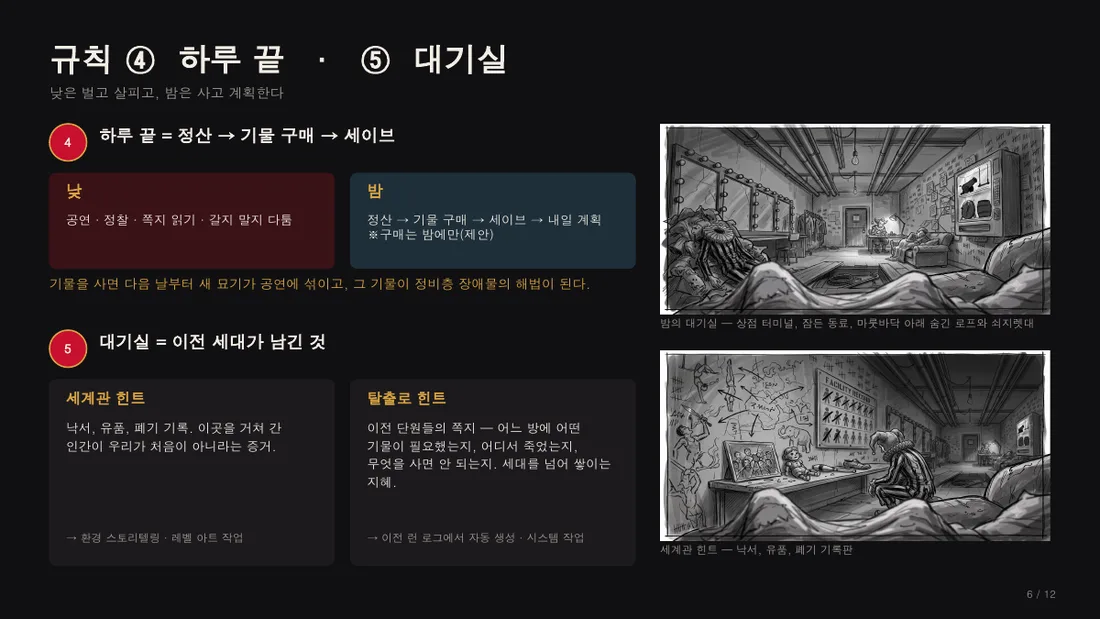 규칙 ④ 하루 끝 · ⑤ 대기실
낮은 벌고 살피고, 밤은 사고 계획한다
4
하루 끝 = 정산 → 기물 구매 → 세이브
낮
공연 · 정찰 · 쪽지 읽기 · 갈지 말지 다툼
밤
정산 → 기물 구매 → 세이브 → 내일 계획
※구매는 밤에만(제안)
기물을 사면 다음 날부터 새 묘기가 공연에 섞이고, 그 기물이 정비층 장애물의 해법이 된다.
5
대기실 = 이전 세대가 남긴 것
세계관 힌트
낙서, 유품, 폐기 기록. 이곳을 거쳐 간
인간이 우리가 처음이 아니라는 증거.
→ 환경 스토리텔링 · 레벨 아트 작업
탈출로 힌트
이전 단원들의 쪽지 — 어느 방에 어떤
기물이 필요했는지, 어디서 죽었는지,
무엇을 사면 안 되는지. 세대를 넘어 쌓이는
지혜.
→ 이전 런 로그에서 자동 생성 · 시스템 작업
밤의 대기실 — 상점 터미널, 잠든 동료, 마룻바닥 아래 숨긴 로프와 쇠지렛대
세계관 힌트 — 낙서, 유품, 폐기 기록판
6 / 12